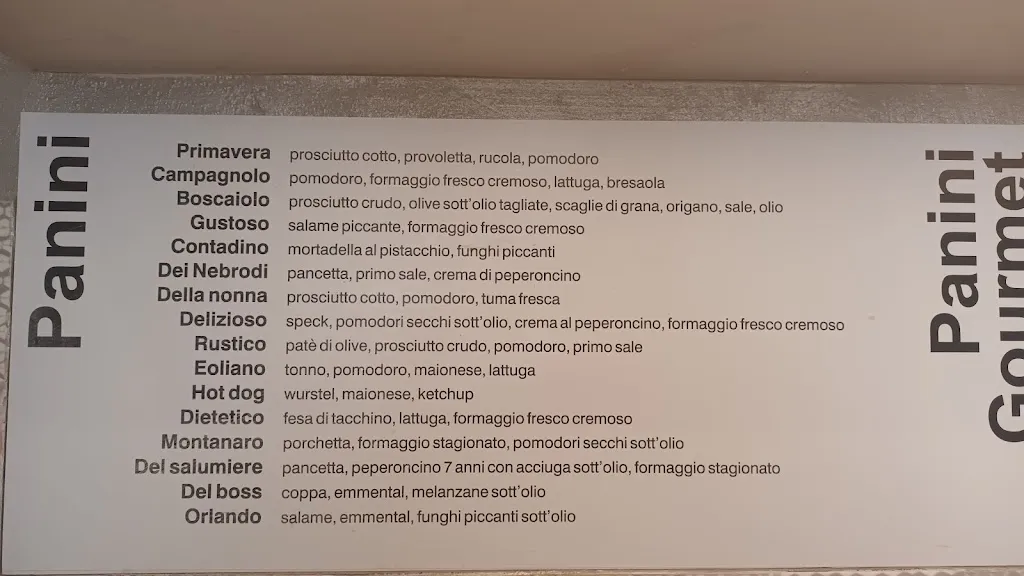 Panini
Primavera prosciutto cotto, provoletta, rucola, pomodoro
Campagnolo pomodoro, formaggio fresco cremoso, lattuga, bresaola
Boscaiolo prosciutto crudo, olive sott'olio tagliate, scaglie di grana, origano, sale, olio
Gustoso salame piccante, formaggio fresco cremoso
Contadino mortadella al pistacchio, funghi piccanti
Dei Nebrodi pancetta, primo sale, crema di peperoncino
Della nonna prosciutto cotto, pomodoro, tuma fresca
Delizioso speck, pomodori secchi sott'olio, crema al peperoncino, formaggio fresco cremoso
Rustico patè di olive, prosciutto crudo, pomodoro, primo sale
Eoliano tonno, pomodoro, maionese, lattuga
Hot dog wurstel, maionese, ketchup
Dietetico fesa di tacchino, lattuga, formaggio fresco cremoso
Montanaro porchetta, formaggio stagionato, pomodori secchi sott'olio
Del salumiere pancetta, peperoncino 7 anni con acciuga sott'olio, formaggio stagionato
Del boss coppa, emmental, melanzane sott'olio
Orlando salame, emmental, funghi piccanti sott'olio
Panini
Gourmet